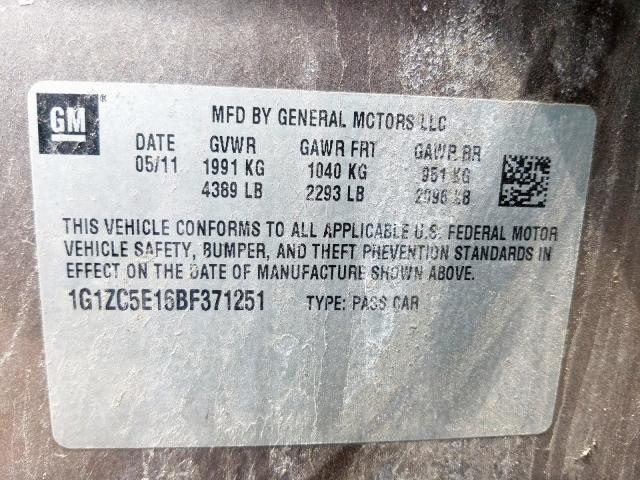 GM®
MFD BY GENERAL MOTORS LLC
DATE GVWR GAWR FRT GAWR RR
05/11 1991 KG 1040 KG 951 KG
4389 LB 2293 LB 2096 LB
THIS VEHICLE CONFORMS TO ALL APPLICABLE U.S. FEDERAL MOTOR
VEHICLE SAFETY, BUMPER, AND THEFT PREVENTION STANDARDS IN
EFFECT ON THE DATE OF MANUFACTURE SHOWN ABOVE.
1G1ZC5E16BF371251 TYPE: PASS CAR